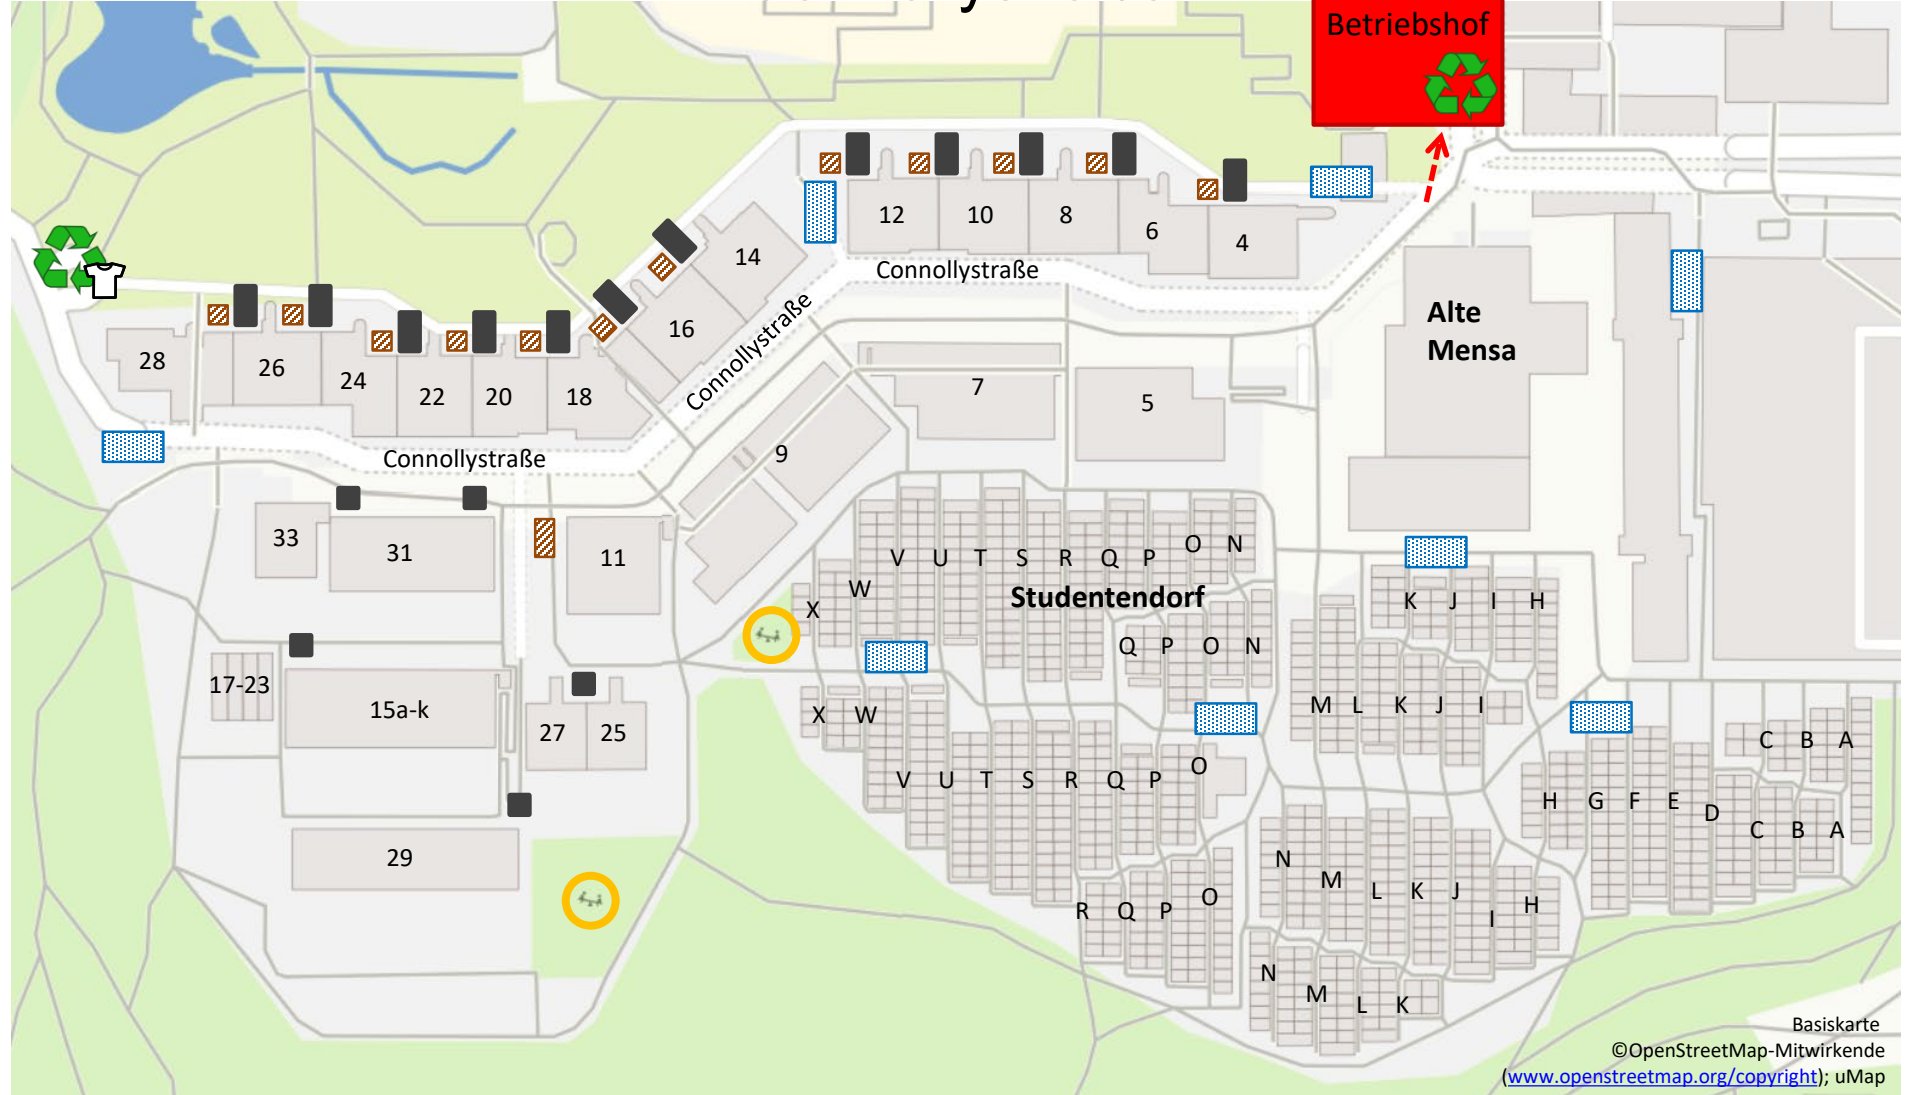 Betriebshof
12
10
8
6
4
14
16
Connollystraße
Connollystraße
Connollystraße
Alte
Mensa
28
26
24
22
20
18
7
5
9
33
31
11
17-23
15a-k
27
25
29
V U T S R Q P O N
X W
Studentendorf
Q P O N
K J I H
M L K J I
X W
V U T S R Q P O
C B A
H G F E D
C B A
N M L K J I H
R Q P O
N M L K
Basiskarte
©OpenStreetMap-Mitwirkende
(www.openstreetmap.org/copyright); uMap